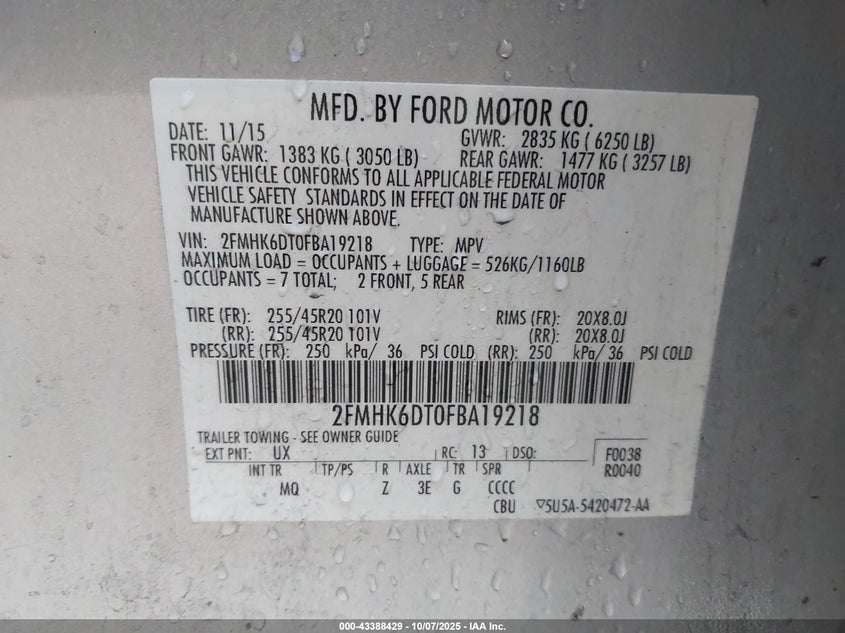 MFD. BY FORD MOTOR CO.
DATE: 11/15 GVWR: 2835 KG ( 6250 LB)
FRONT GAWR: 1383 KG ( 3050 LB) REAR GAWR: 1477 KG ( 3257 LB)
THIS VEHICLE CONFORMS TO ALL APPLICABLE FEDERAL MOTOR
VEHICLE SAFETY STANDARDS IN EFFECT ON THE DATE OF
MANUFACTURE SHOWN ABOVE.
VIN: 2FMHK6DT0FBA19218 TYPE: MPV
MAXIMUM LOAD = OCCUPANTS + LUGGAGE = 526KG/1160LB
OCCUPANTS = 7 TOTAL; 2 FRONT, 5 REAR
TIRE (FR): 255/45R20 101V RIMS (FR): 20X8.0J
(RR): 255/45R20 101V (RR): 20X8.0J
PRESSURE (FR): 250 kPa/ 36 PSI COLD (RR): 250 kPa/ 36 PSI COLD
2FMHK6DT0FBA19218
TRAILER TOWING - SEE OWNER GUIDE
EXT PNT: UX RC: 13 DSO: F0038
INT TR TP/PS R AXLE TR SPR R0040
MQ Z 3E G CCCC
CBU ▽5U5A-5420472-AA
000-43388429 - 10/07/2025 - IAA Inc.